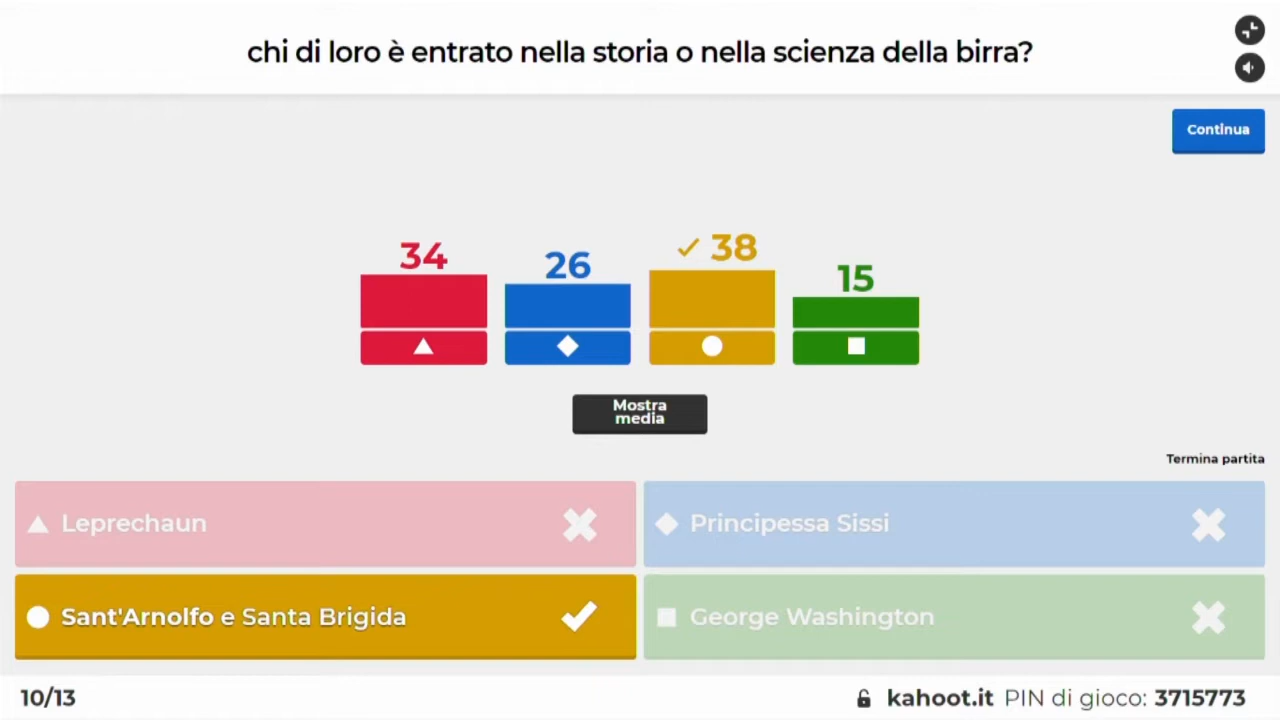 chi di loro è entrato nella storia o nella scienza della birra?
Continua
34
26
38
15
Mostra
media
Termina partita
Leprechaun
Principessa Sissi
Sant'Arnolfo e Santa Brigida
George Washington
10/13
kahoot.it PIN di gioco: 3715773